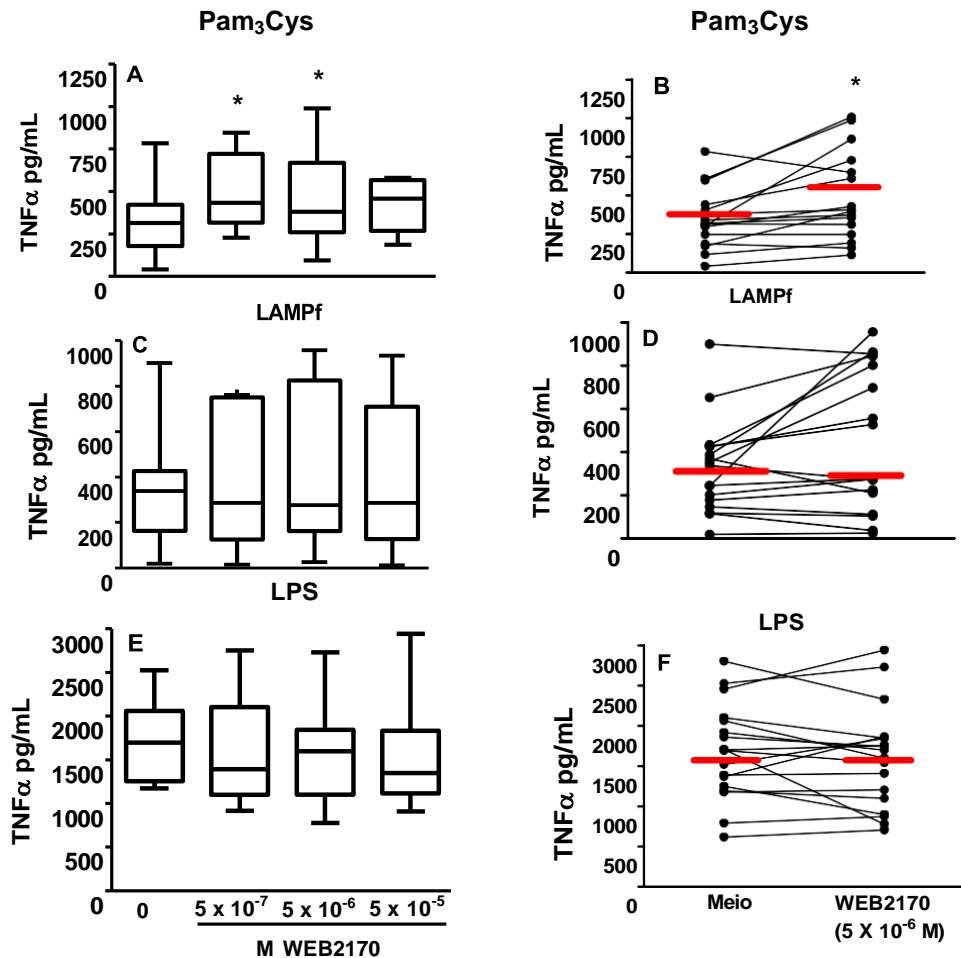 Pam₃Cys
Pam₃Cys
A
*
*
1250
1000
750
500
250
0
TNFα pg/mL
B
*
1250
1000
750
500
250
0
TNFα pg/mL
LAMPf
LAMPf
C
1000
800
600
400
200
0
TNFα pg/mL
D
1000
800
600
400
200
0
TNFα pg/mL
LPS
LPS
E
3000
2500
2000
1500
1000
500
0
TNFα pg/mL
0
5 x 10⁻⁷
5 x 10⁻⁶
5 x 10⁻⁵
M WEB2170
F
3000
2500
2000
1500
1000
500
0
TNFα pg/mL
Meio
WEB2170
(5 X 10⁻⁶ M)